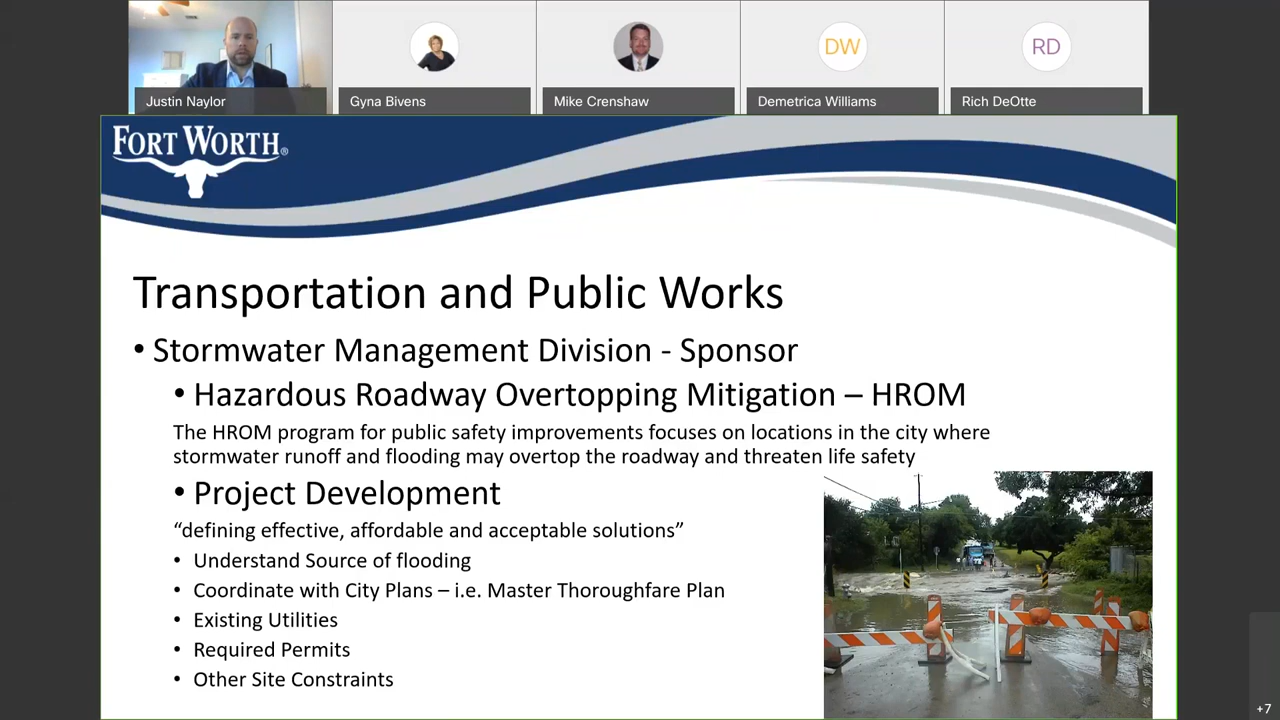 Justin Naylor
Gyna Bivens
Mike Crenshaw
DW
Demetrica Williams
RD
Rich DeOtte
FORT WORTH®
Transportation and Public Works
• Stormwater Management Division - Sponsor
• Hazardous Roadway Overtopping Mitigation – HROM
The HROM program for public safety improvements focuses on locations in the city where
stormwater runoff and flooding may overtop the roadway and threaten life safety
• Project Development
“defining effective, affordable and acceptable solutions”
• Understand Source of flooding
• Coordinate with City Plans – i.e. Master Thoroughfare Plan
• Existing Utilities
• Required Permits
• Other Site Constraints
+7